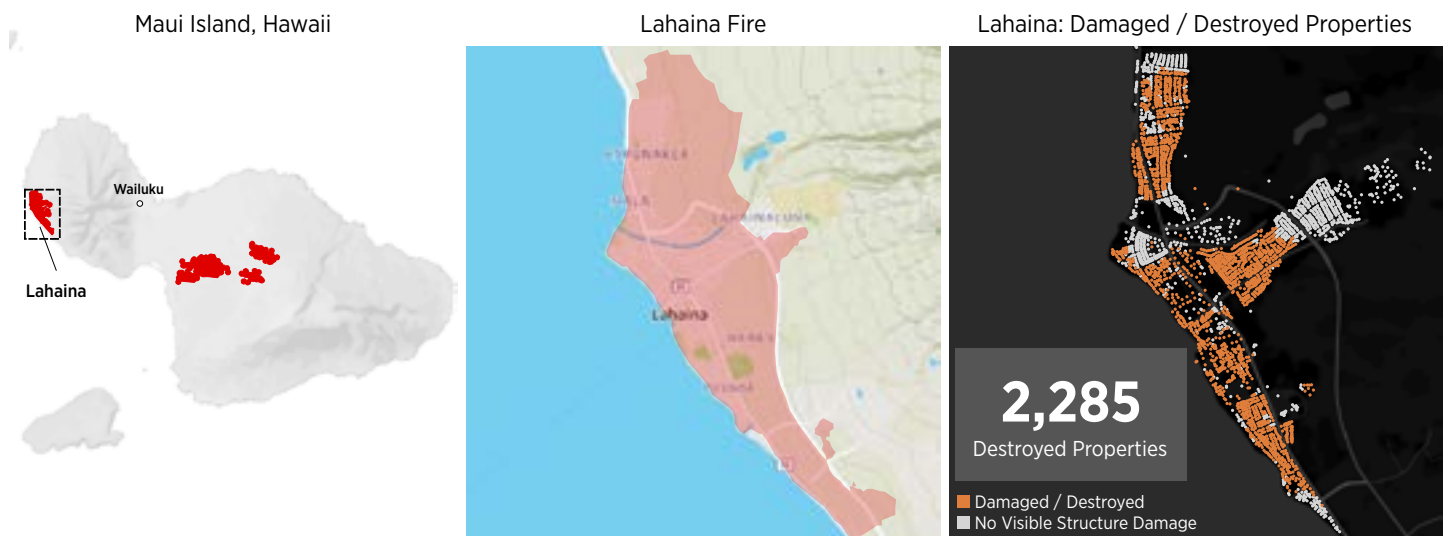 Maui Island, Hawaii
Wailuku
Lahaina
Lahaina Fire
LAHAINALUNA
Lahaina
Lahaina: Damaged / Destroyed Properties
2,285
Destroyed Properties
Damaged / Destroyed
No Visible Structure Damage